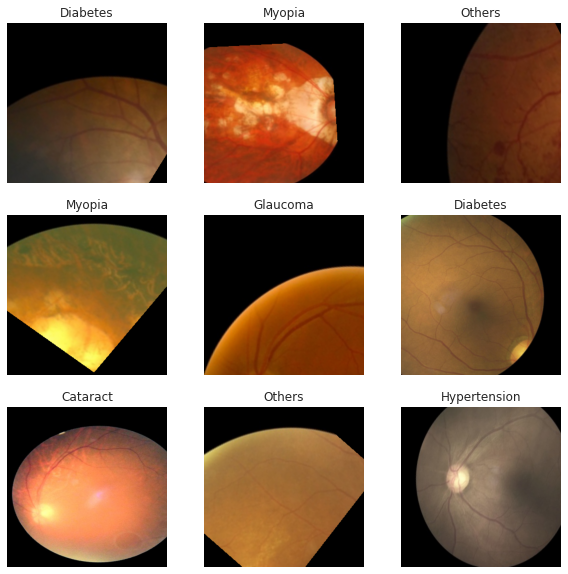 Diabetes
Myopia
Others
Myopia
Glaucoma
Diabetes
Cataract
Others
Hypertension